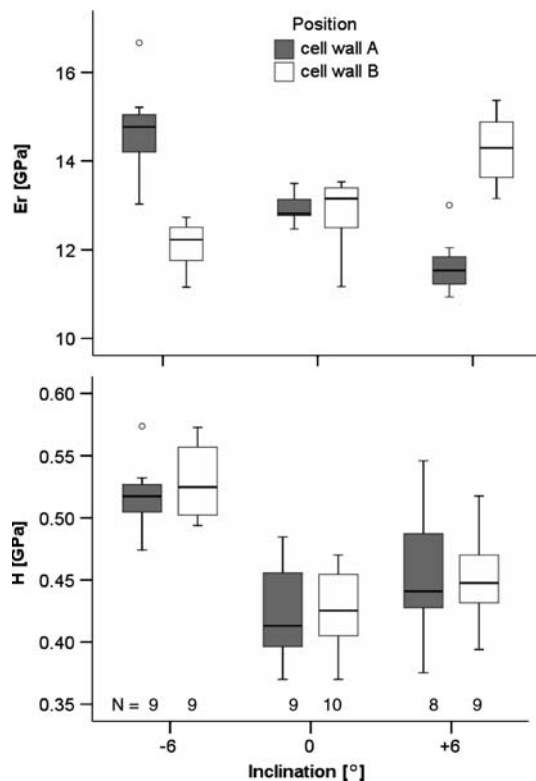 Position
cell wall A
cell wall B
16
14
12
10
Er [GPa]
0.60
0.55
0.50
0.45
0.40
0.35
H [GPa]
N = 9 9 9 10 8 9
-6 0 +6
Inclination [°]